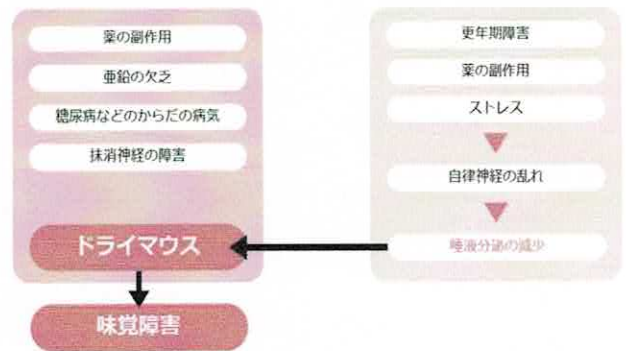 薬の副作用
亜鉛の欠乏
糖尿病などのからだの病気
抹消神経の障害
ドライマウス
味覚障害
更年期障害
薬の副作用
ストレス
自律神経の乱れ
唾液分泌の減少